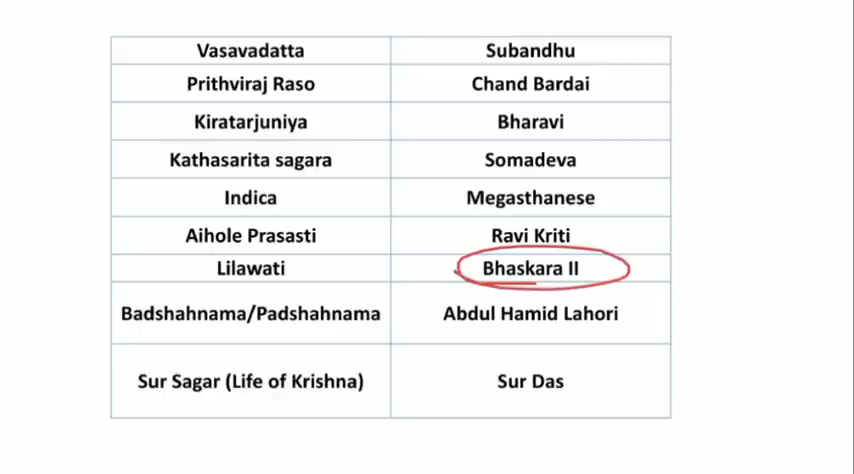 Vasavadatta Subandhu
Prithviraj Raso Chand Bardai
Kiratarjuniya Bharavi
Kathasarita sagara Somadeva
Indica Megasthanese
Aihole Prasasti Ravi Kriti
Lilawati Bhaskara II
Badshahnama/Padshahnama Abdul Hamid Lahori
Sur Sagar (Life of Krishna) Sur Das